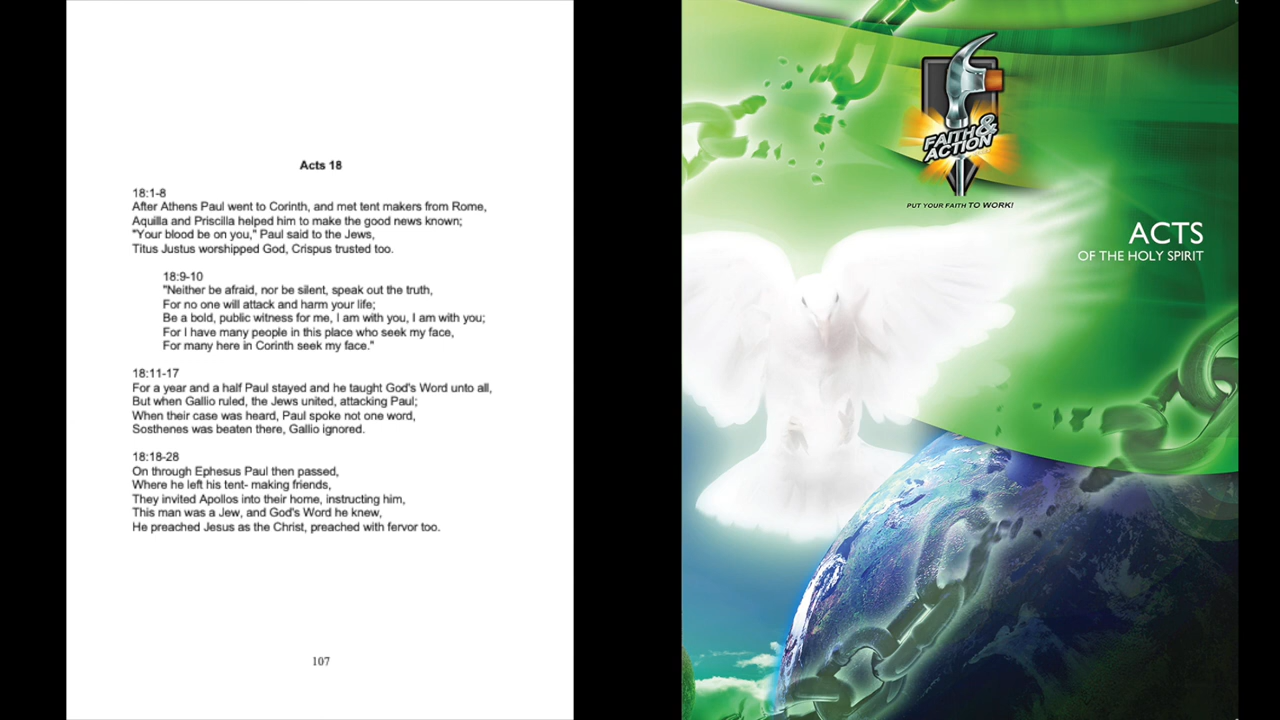 Acts 18
18:1-8
After Athens Paul went to Corinth, and met tent makers from Rome,
Aquilla and Priscilla helped him to make the good news known;
"Your blood be on you," Paul said to the Jews,
Titus Justus worshipped God, Crispus trusted too.
18:9-10
"Neither be afraid, nor be silent, speak out the truth,
For no one will attack and harm your life;
Be a bold, public witness for me, I am with you, I am with you;
For I have many people in this place who seek my face,
For many here in Corinth seek my face."
18:11-17
For a year and a half Paul stayed and he taught God's Word unto all,
But when Gallio ruled, the Jews united, attacking Paul;
When their case was heard, Paul spoke not one word,
Sosthenes was beaten there, Gallio ignored.
18:18-28
On through Ephesus Paul then passed,
Where he left his tent- making friends,
They invited Apollos into their home, instructing him,
This man was a Jew, and God's Word he knew,
He preached Jesus as the Christ, preached with fervor too.
107
FAITH &
ACTION
PUT YOUR FAITH TO WORK!
ACTS
OF THE HOLY SPIRIT